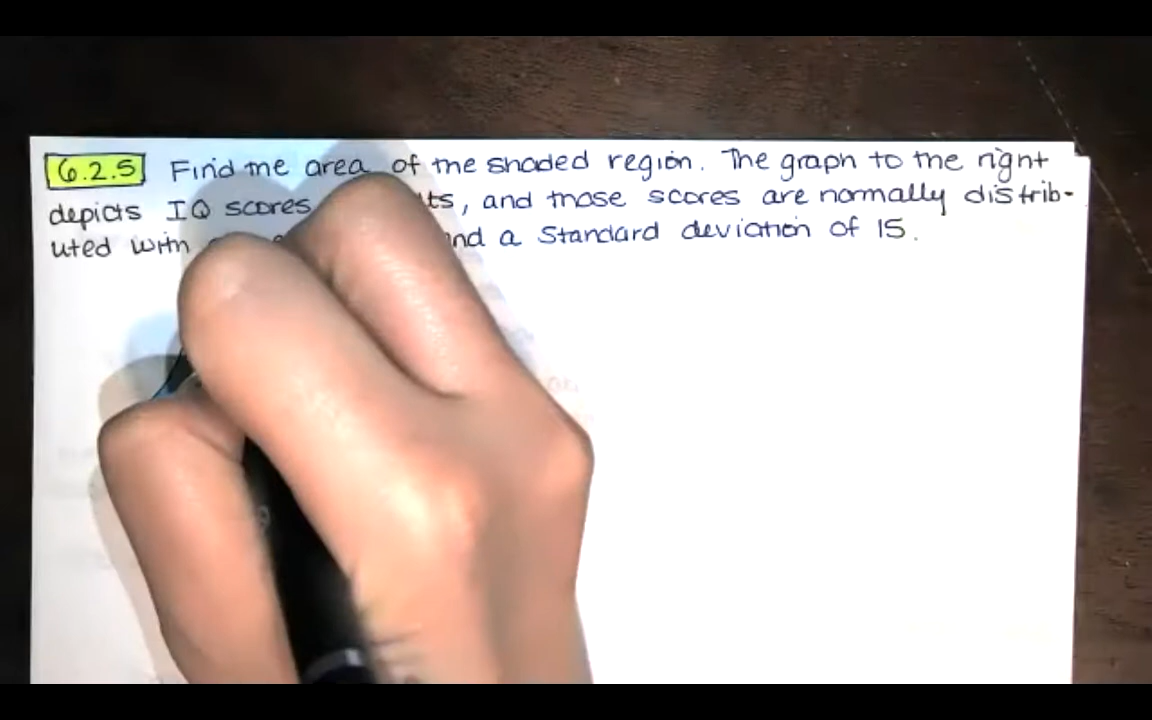 6.2.5 Find the area of the shaded region. The graph to the right
depicts IQ scores ts, and those scores are normally distrib-
uted with nd a Standard deviation of 15.